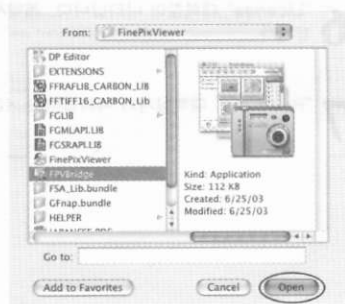 From: FinePixViewer
DP Editor
EXTENSIONS
FFRAFLIB_CARBON_LIB
FFTIFF16_CARBON_Lib
FGLIB
FGMLAPI.LIB
FGSRAPI.LIB
FinePixViewer
FPVBridge
FSA_Lib.bundle
GFnap.bundle
HELPER
Kind: Application
Size: 112 KB
Created: 6/25/03
Modified: 6/25/03
Go to:
Add to Favorites
Cancel
Open